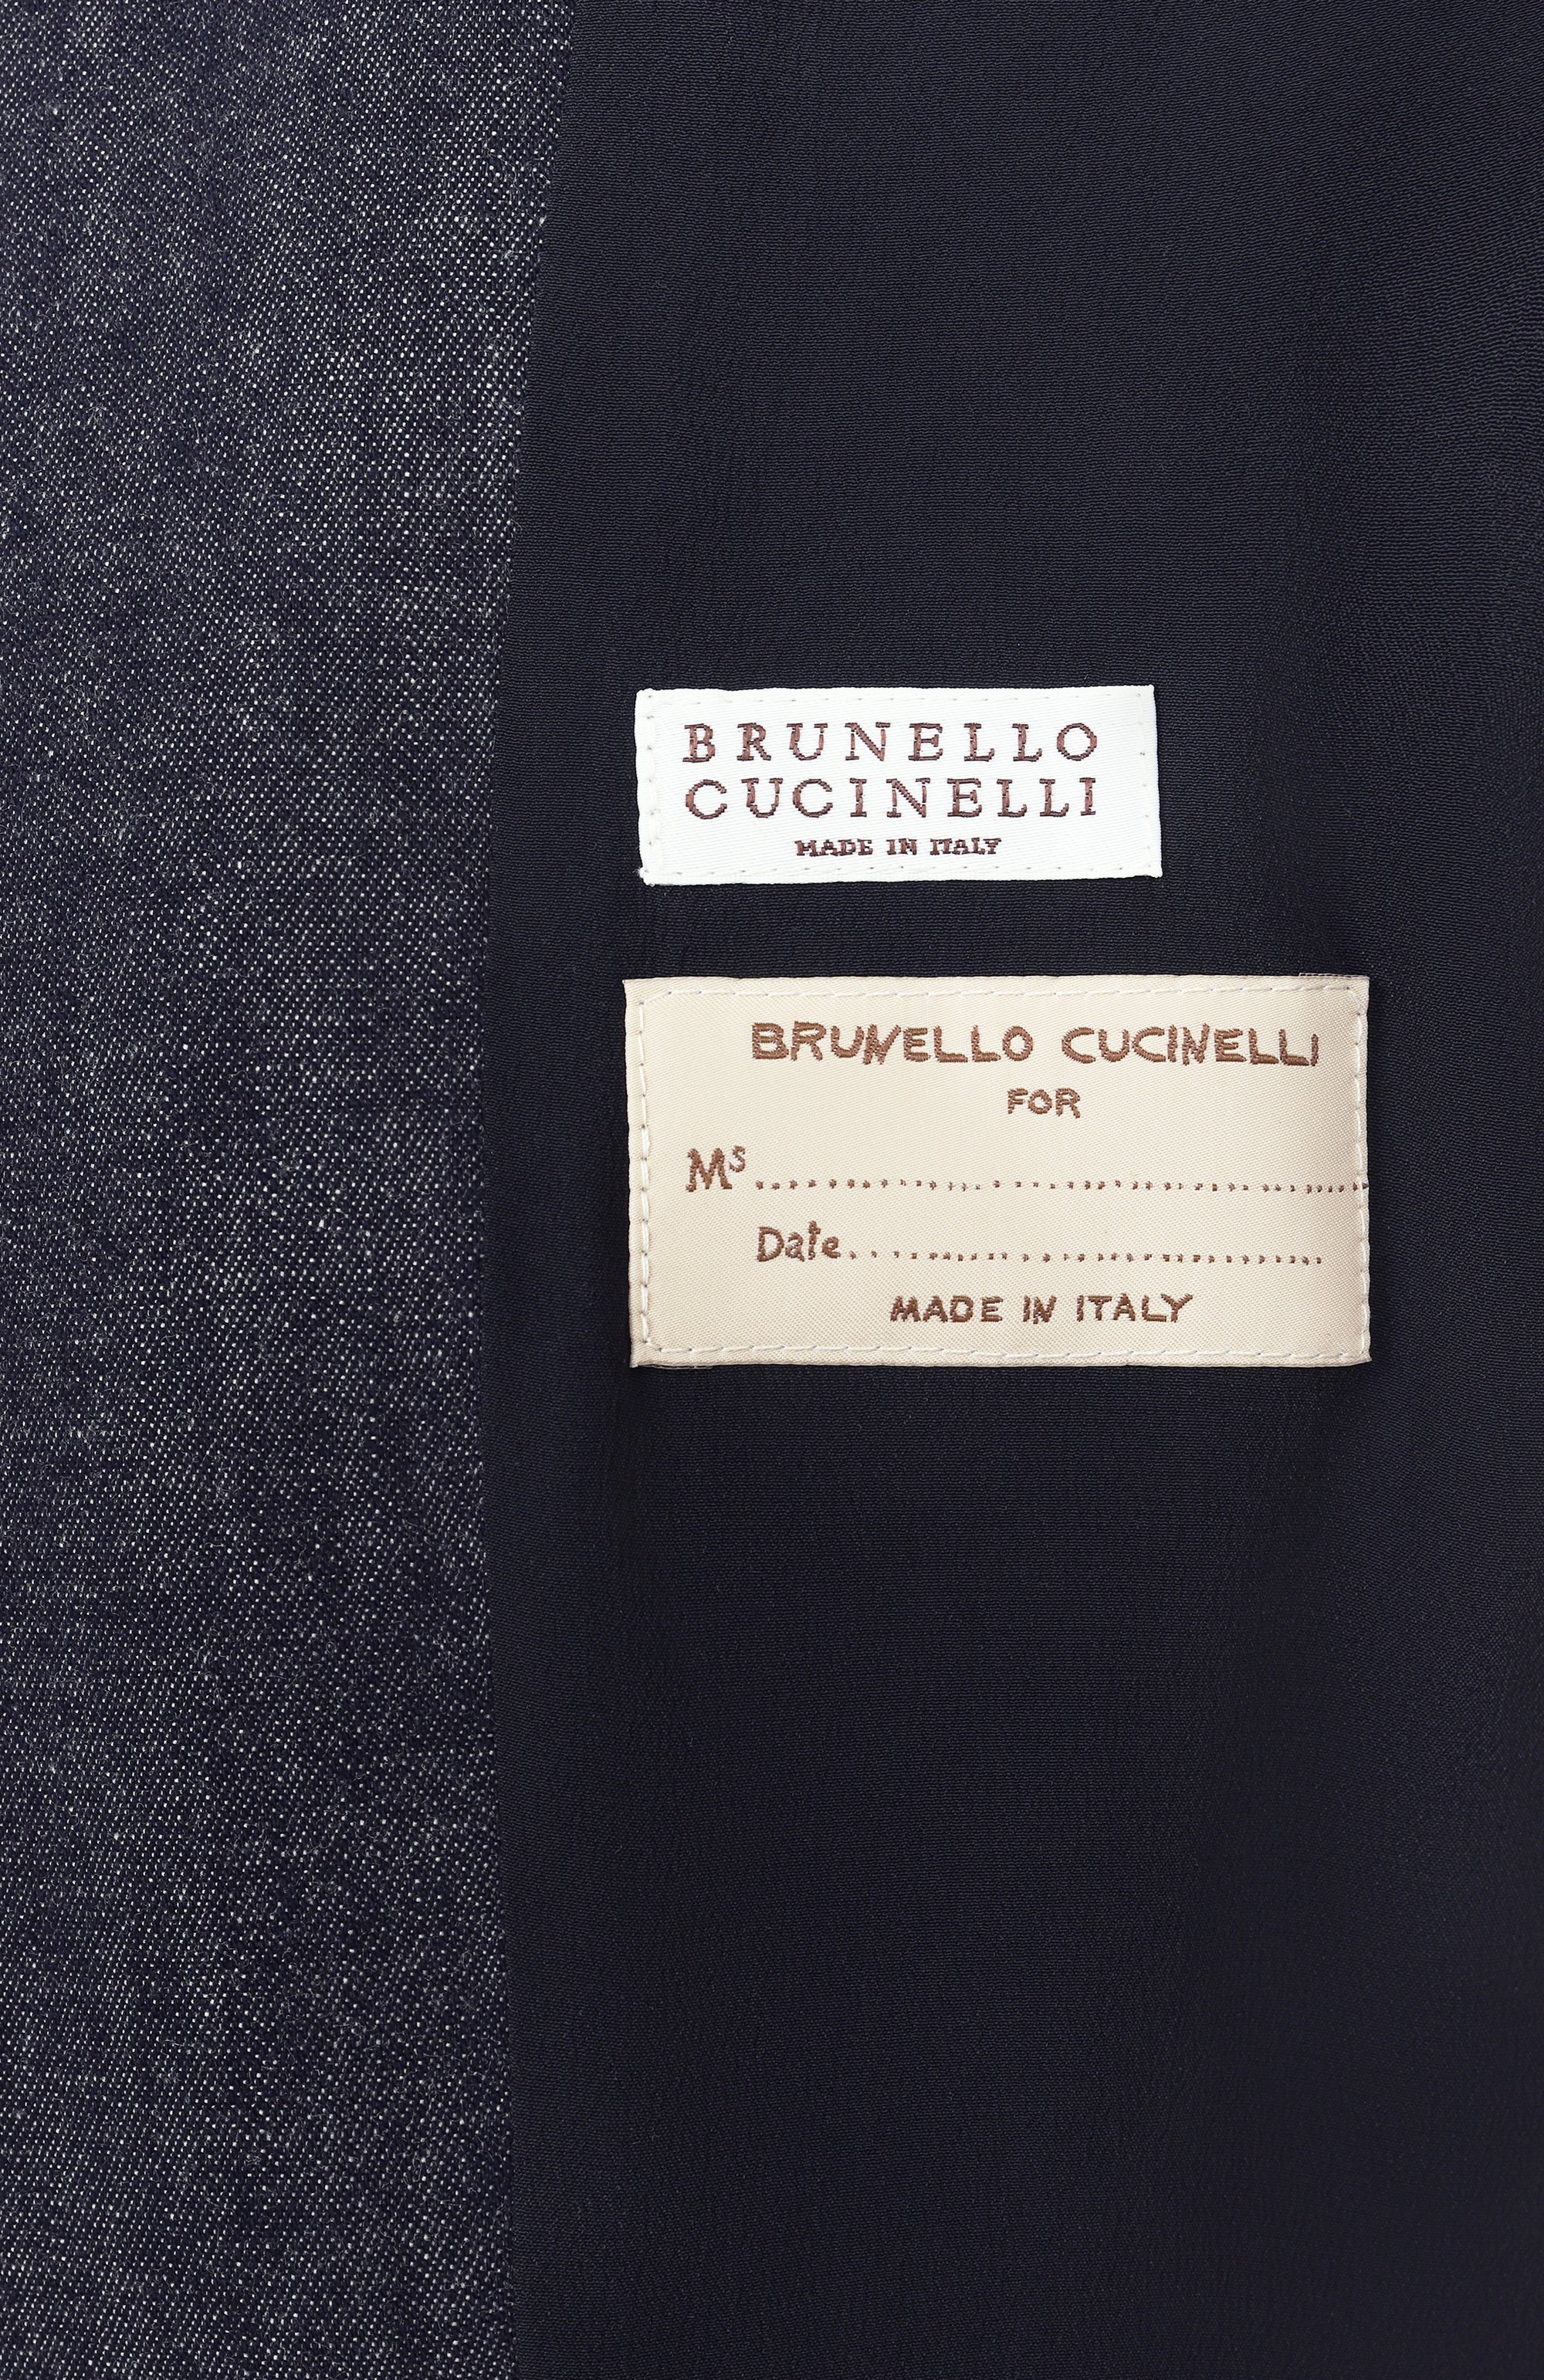 BRUNELLO
CUCINELLI
MADE IN ITALY
BRUNELLO CUCINELLI
FOR
Ms..........................................
Date..................................
MADE IN ITALY